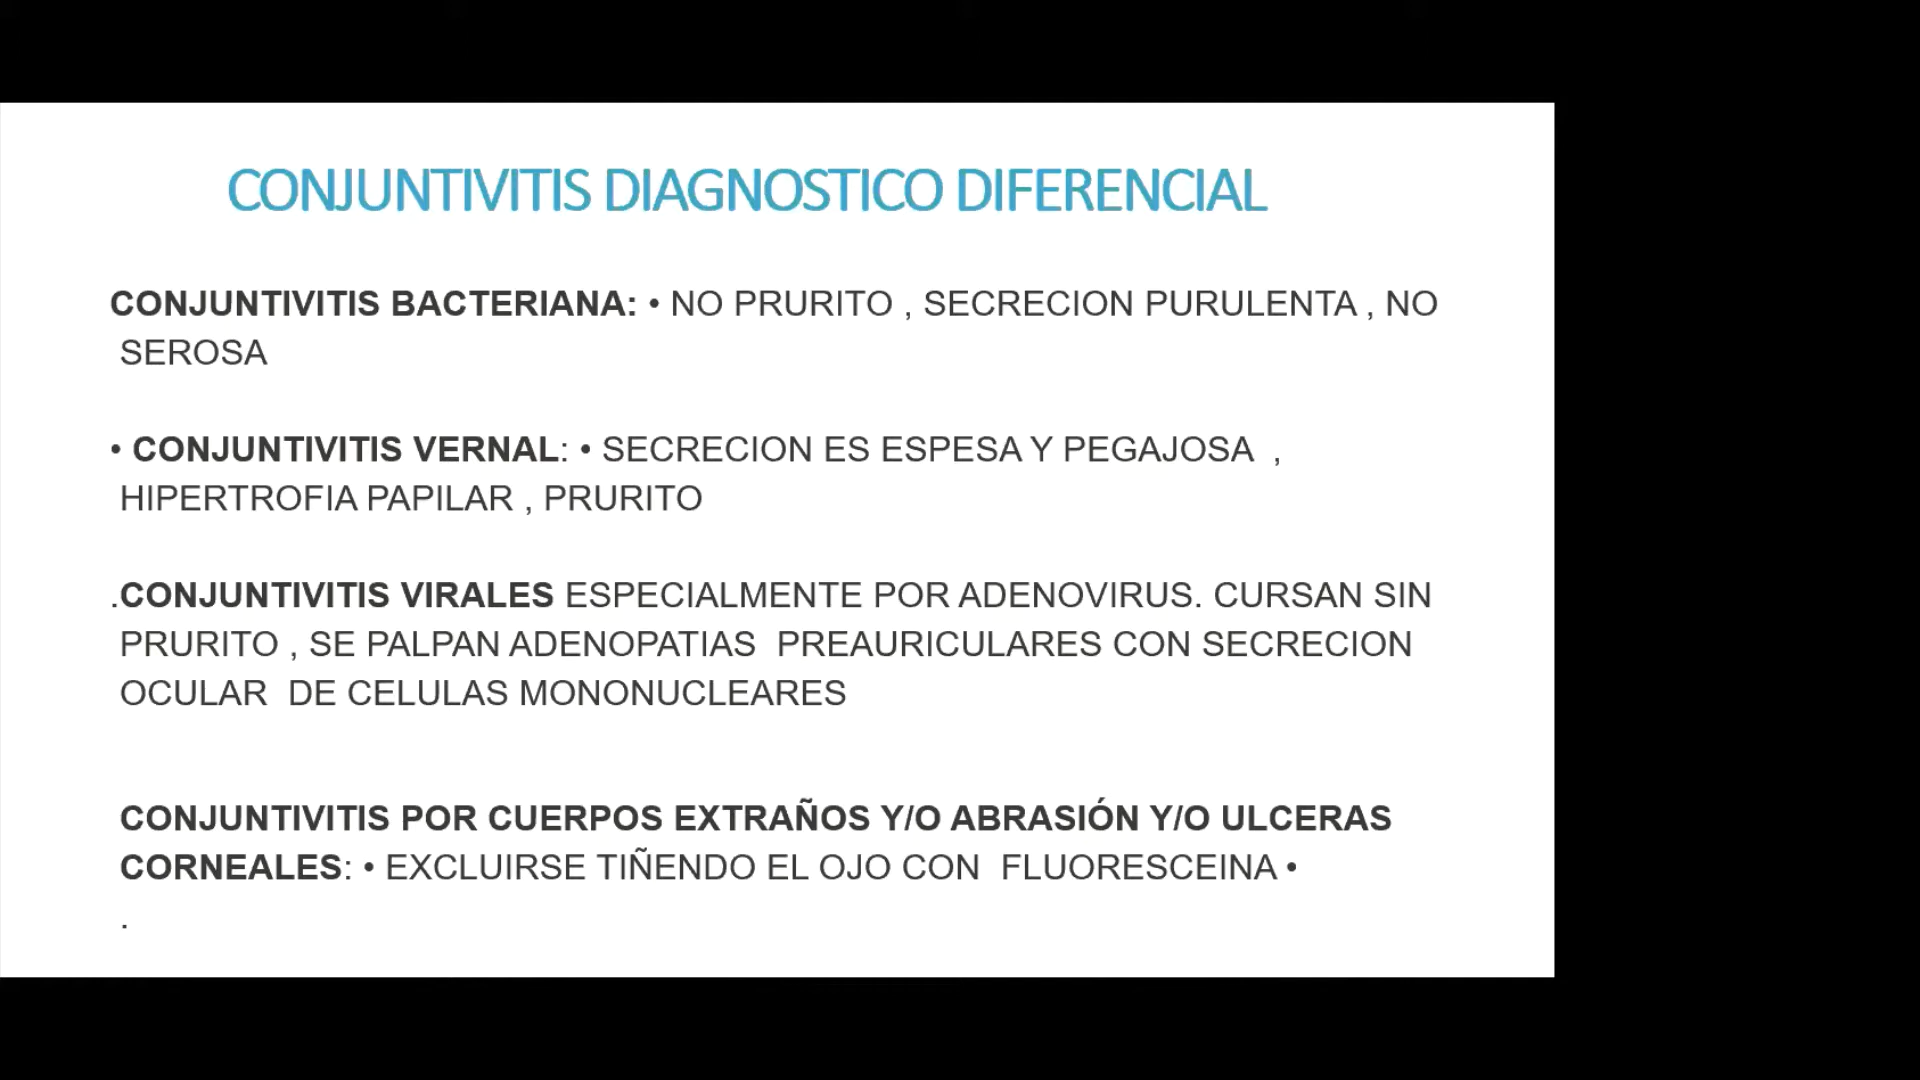 CONJUNTIVITIS DIAGNOSTICO DIFERENCIAL
CONJUNTIVITIS BACTERIANA: • NO PRURITO , SECRECION PURULENTA , NO
SEROSA
• CONJUNTIVITIS VERNAL: • SECRECION ES ESPESA Y PEGAJOSA ,
HIPERTROFIA PAPILAR , PRURITO
.CONJUNTIVITIS VIRALES ESPECIALMENTE POR ADENOVIRUS. CURSAN SIN
PRURITO , SE PALPAN ADENOPATIAS PREAURICULARES CON SECRECION
OCULAR DE CELULAS MONONUCLEARES
CONJUNTIVITIS POR CUERPOS EXTRAÑOS Y/O ABRASIÓN Y/O ULCERAS
CORNEALES: • EXCLUIRSE TIÑENDO EL OJO CON FLUORESCEINA •
.